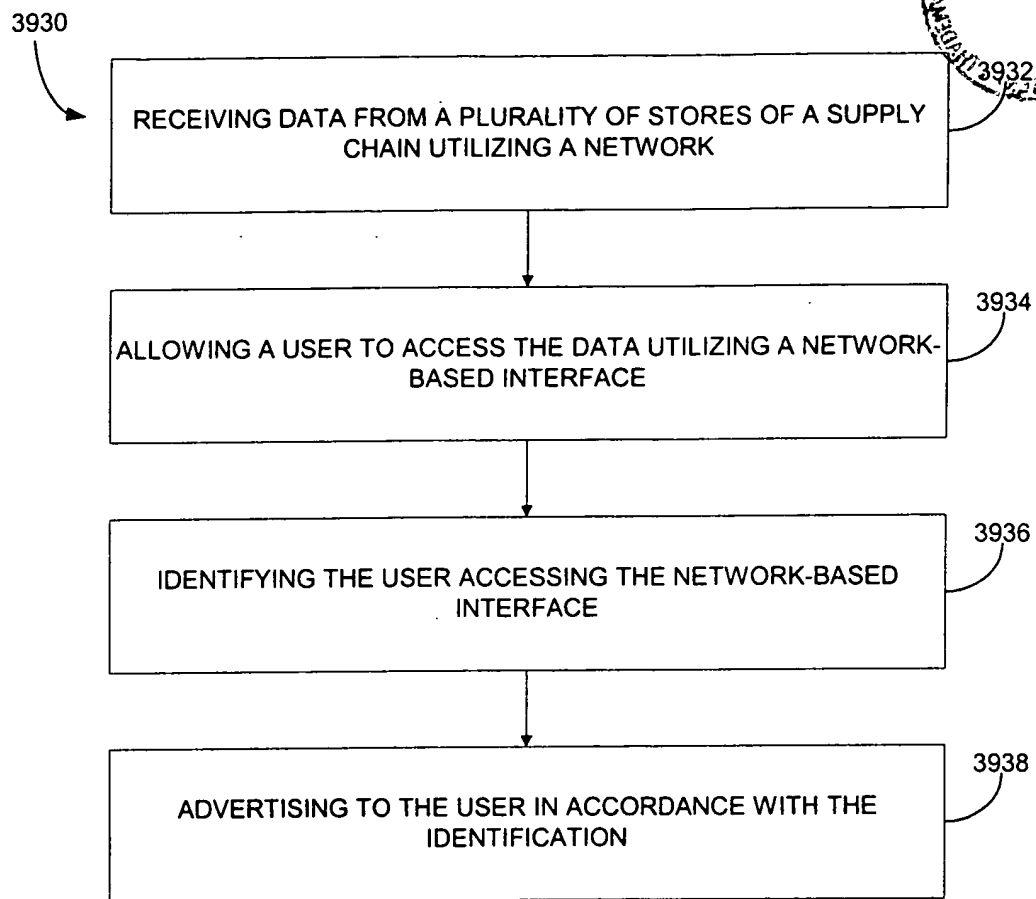 3930
3932
RECEIVING DATA FROM A PLURALITY OF STORES OF A SUPPLY
CHAIN UTILIZING A NETWORK
3934
ALLOWING A USER TO ACCESS THE DATA UTILIZING A NETWORK-
BASED INTERFACE
3936
IDENTIFYING THE USER ACCESSING THE NETWORK-BASED
INTERFACE
3938
ADVERTISING TO THE USER IN ACCORDANCE WITH THE
IDENTIFICATION